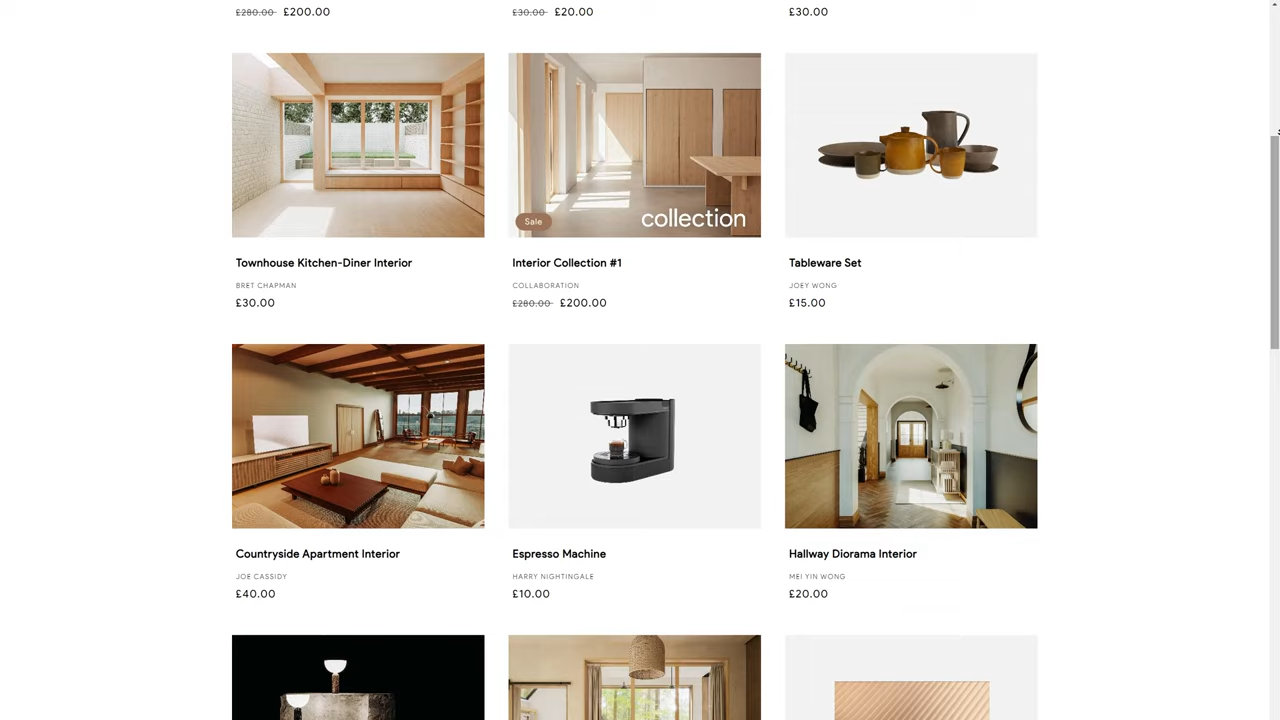 £280.00 £200.00
£30.00 £20.00
£30.00
Sale
collection
Townhouse Kitchen-Diner Interior
BRET CHAPMAN
£30.00
Interior Collection #1
COLLABORATION
£280.00 £200.00
Tableware Set
JOEY WONG
£15.00
Countryside Apartment Interior
JOE CASSIDY
£40.00
Espresso Machine
HARRY NIGHTINGALE
£10.00
Hallway Diorama Interior
MEI YIN WONG
£20.00